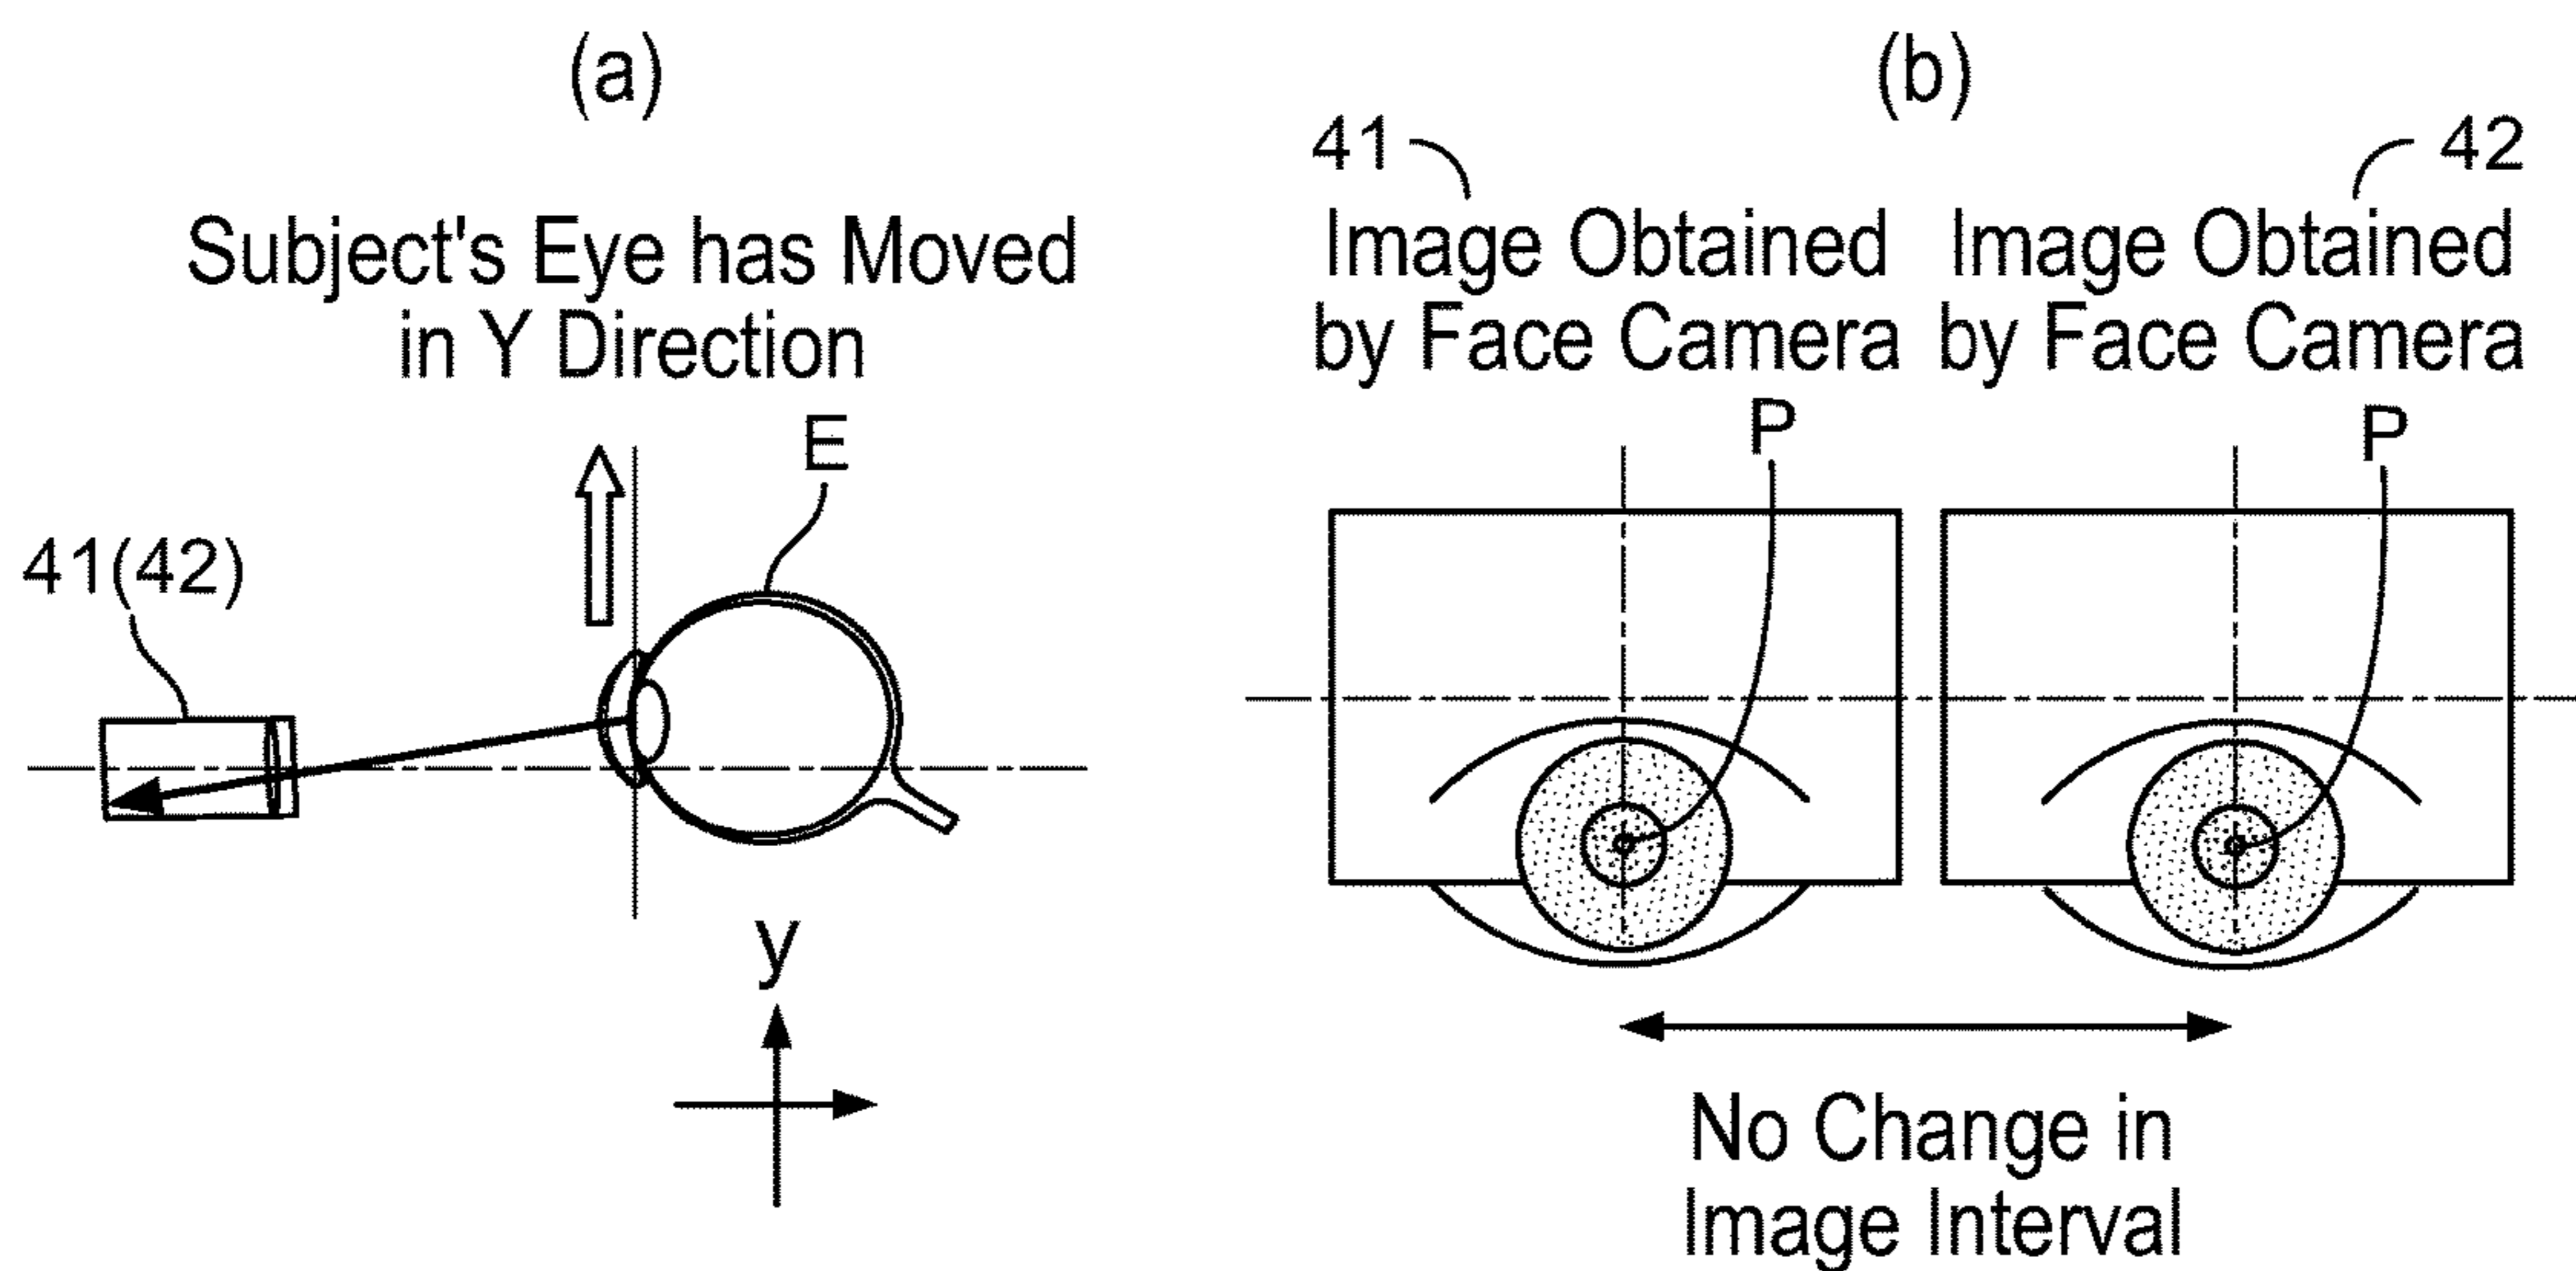 (a)
Subject's Eye has Moved
in Y Direction
E
41(42)
y
(b)
41
42
Image Obtained
by Face Camera
Image Obtained
by Face Camera
P
P
No Change in
Image Interval